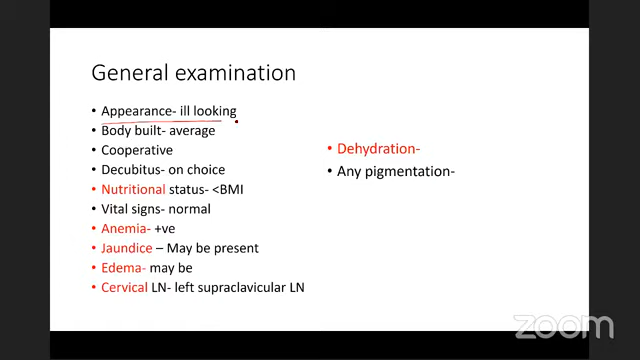 General examination
• Appearance- ill looking
• Body built- average
• Cooperative
• Decubitus- on choice
• Nutritional status- <BMI
• Vital signs- normal
• Anemia- +ve
• Jaundice – May be present
• Edema- may be
• Cervical LN- left supraclavicular LN
• Dehydration-
• Any pigmentation-
zoom